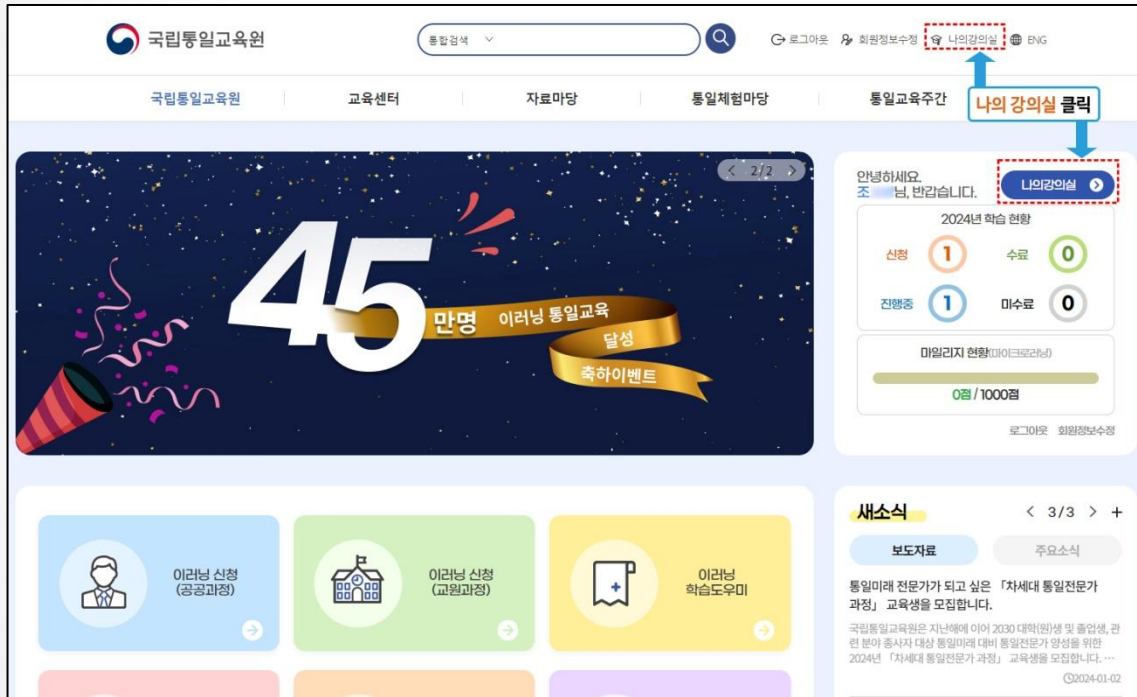 국립통일교육원
통합검색
로그아웃 회원정보수정 나의강의실 ENG
국립통일교육원 교육센터 자료마당 통일체험마당 통일교육주간
나의 강의실 클릭
2/2
45만명 이러닝 통일교육
달성
축하이벤트
안녕하세요.
조 님, 반갑습니다.
나의강의실
2024년 학습 현황
신청 1 수료 0
진행중 1 미수료 0
마일리지 현황(마이크로러닝)
0점 / 1000점
로그아웃 회원정보수정
이러닝 신청
(공공과정)
이러닝 신청
(교원과정)
이러닝
학습도우미
새소식 < 3/3 > +
보도자료 주요소식
통일미래 전문가가 되고 싶은 「차세대 통일전문가
과정」 교육생을 모집합니다.
국립통일교육원은 지난해에 이어 2030 대학(원)생 및 졸업생, 관
련 분야 종사자 대상 통일미래 대비 통일전문가 양성을 위한
2024년 「차세대 통일전문가 과정」 교육생을 모집합니다. …
2024-01-02